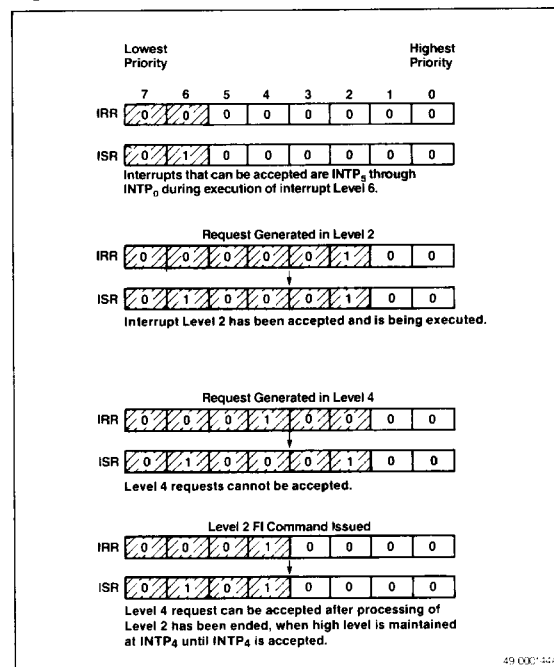 Lowest Priority Highest Priority
7 6 5 4 3 2 1 0
IRR 0 0 0 0 0 0 0 0
ISR 0 1 0 0 0 0 0 0
Interrupts that can be accepted are INTP5 through
INTP0 during execution of interrupt Level 6.
Request Generated in Level 2
IRR 0 0 0 0 0 1 0 0
ISR 0 1 0 0 0 1 0 0
Interrupt Level 2 has been accepted and is being executed.
Request Generated in Level 4
IRR 0 0 0 1 0 0 0 0
ISR 0 1 0 0 0 1 0 0
Level 4 requests cannot be accepted.
Level 2 FI Command Issued
IRR 0 0 0 1 0 0 0 0
ISR 0 1 0 1 0 0 0 0
Level 4 request can be accepted after processing of
Level 2 has been ended, when high level is maintained
at INTP4 until INTP4 is accepted.